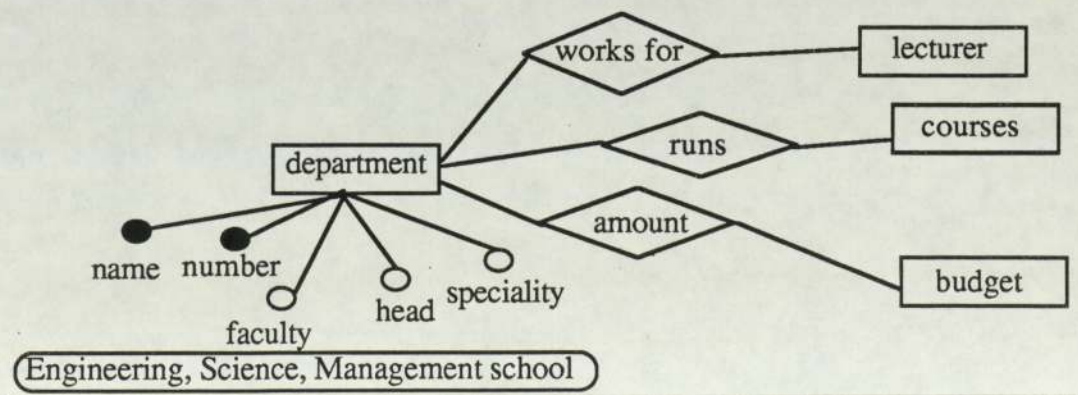 works for
lecturer
courses
runs
department
amount
name
number
speciality
head
budget
faculty
Engineering, Science, Management school